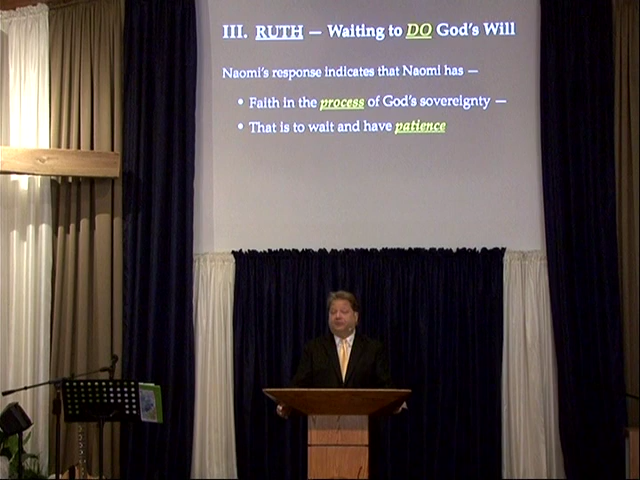 III. RUTH — Waiting to DO God's Will
Naomi's response indicates that Naomi has —
• Faith in the process of God's sovereignty —
• That is to wait and have patience